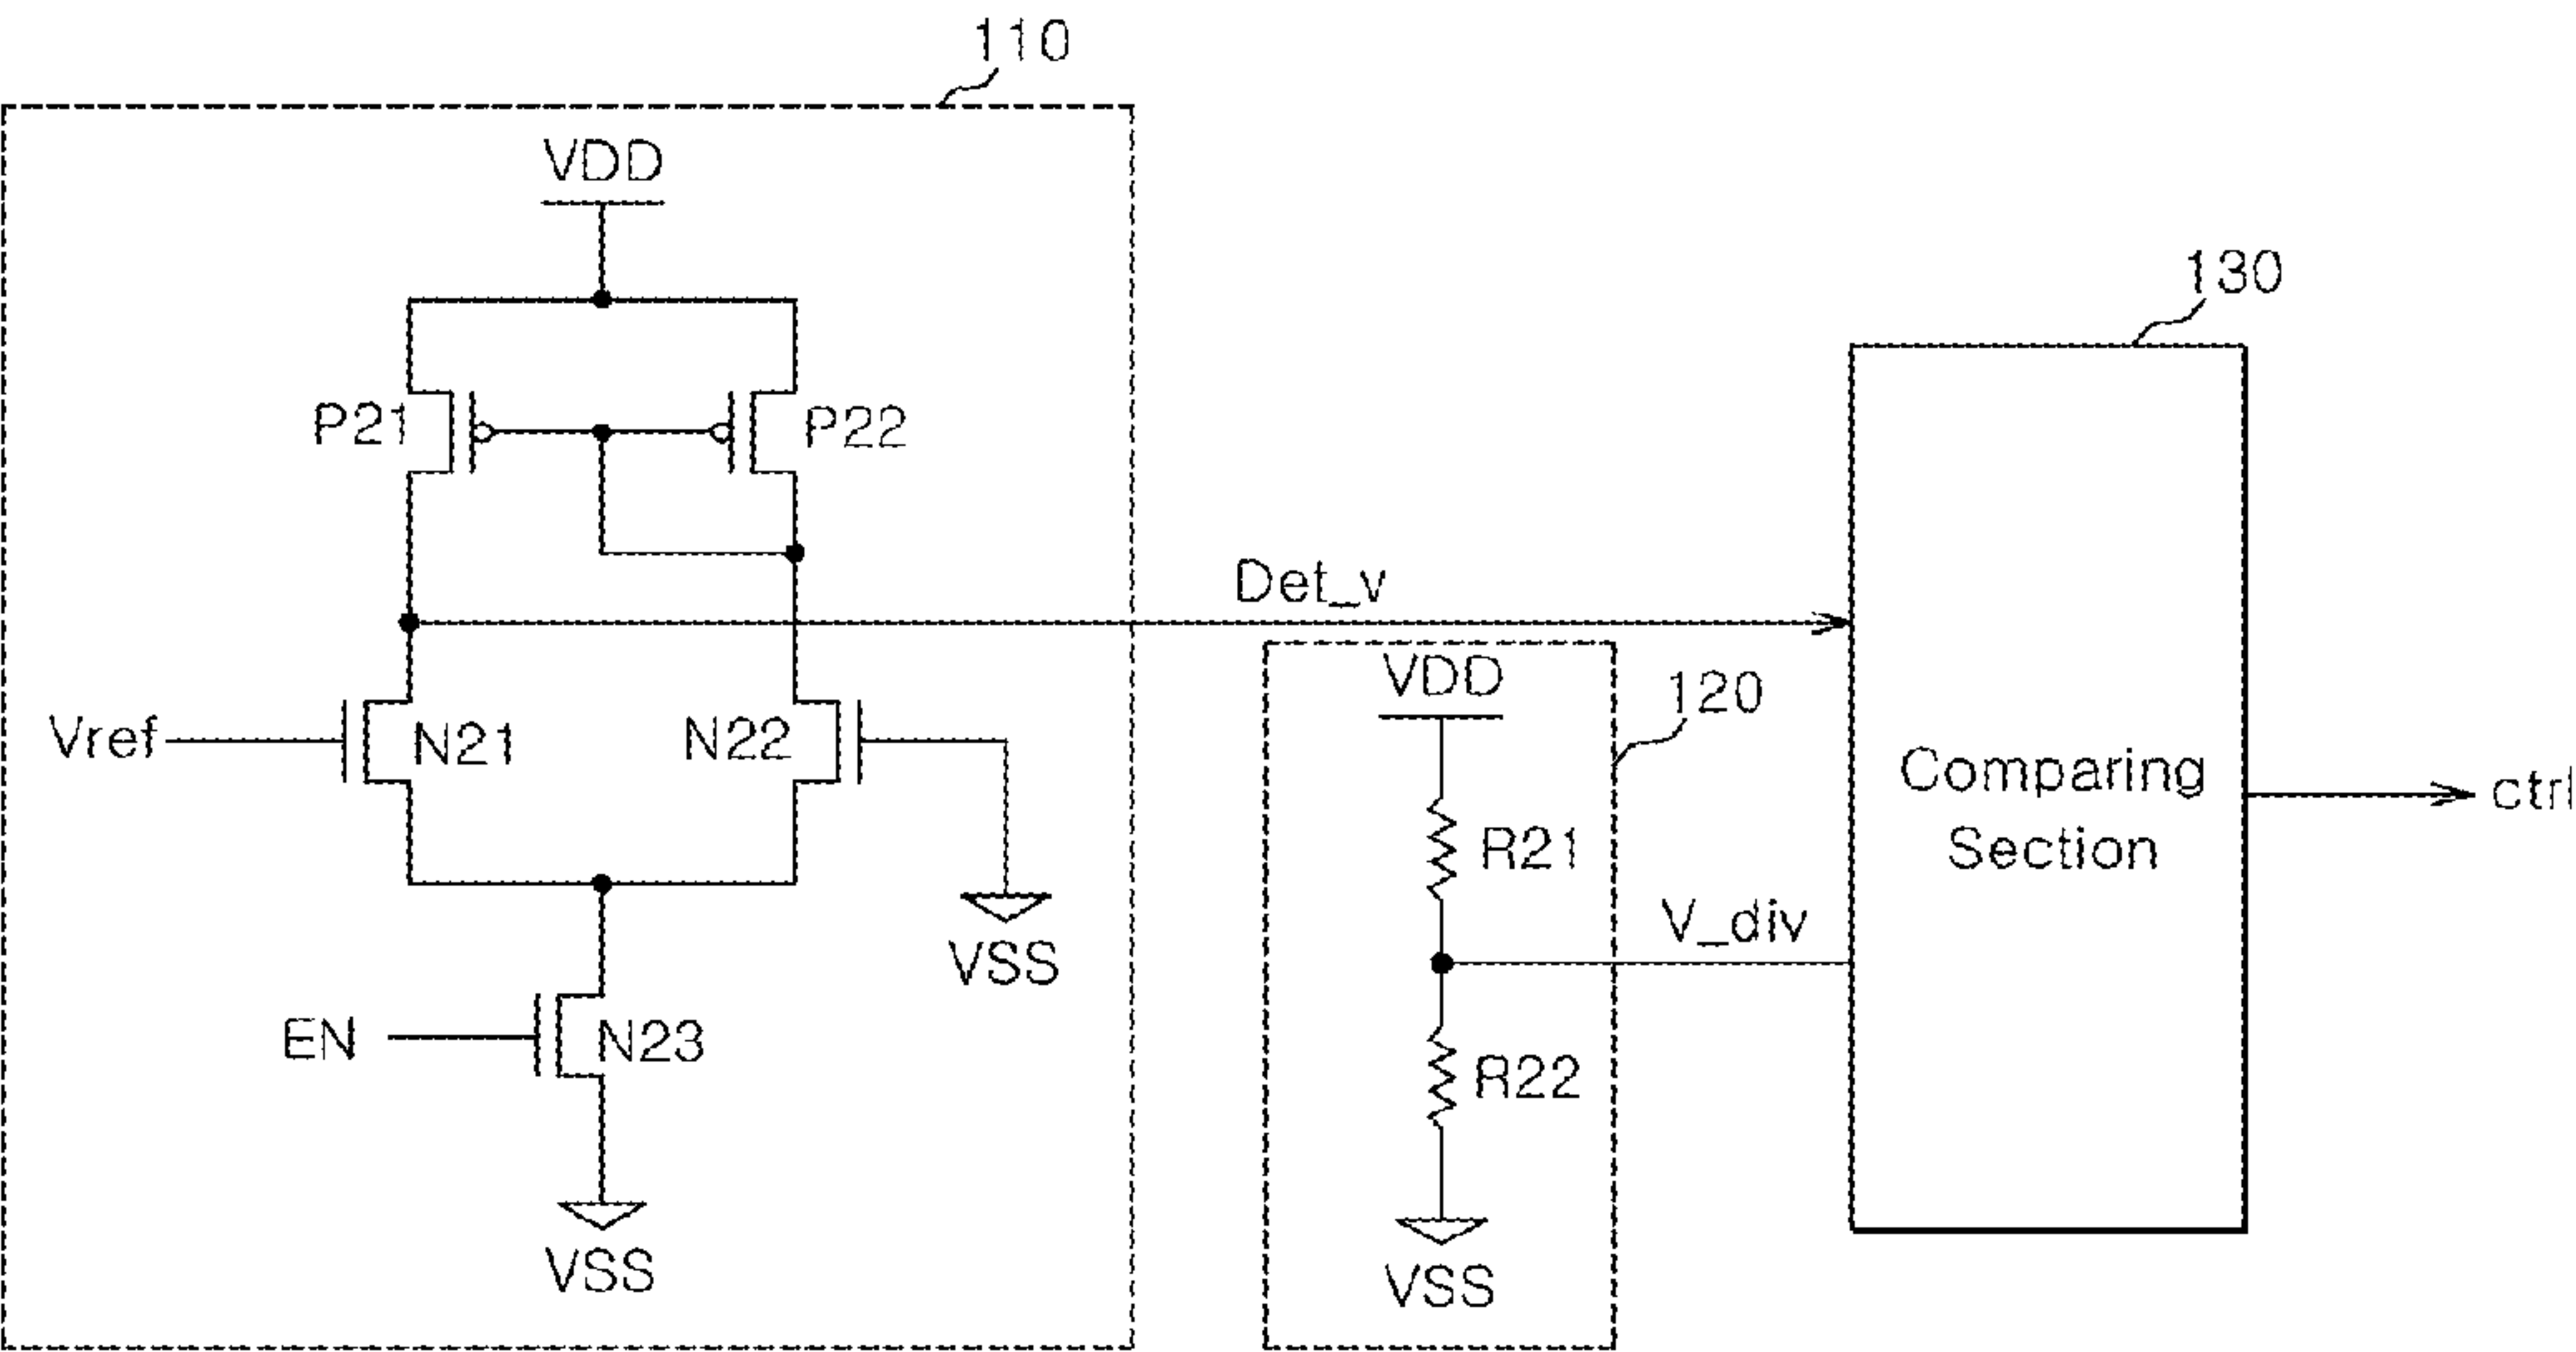 110
VDD
130
P21
P22
Det_v
VDD
120
Vref
N21
N22
Comparing
Section
ctrl
R21
V_div
VSS
EN
N23
R22
VSS
VSS